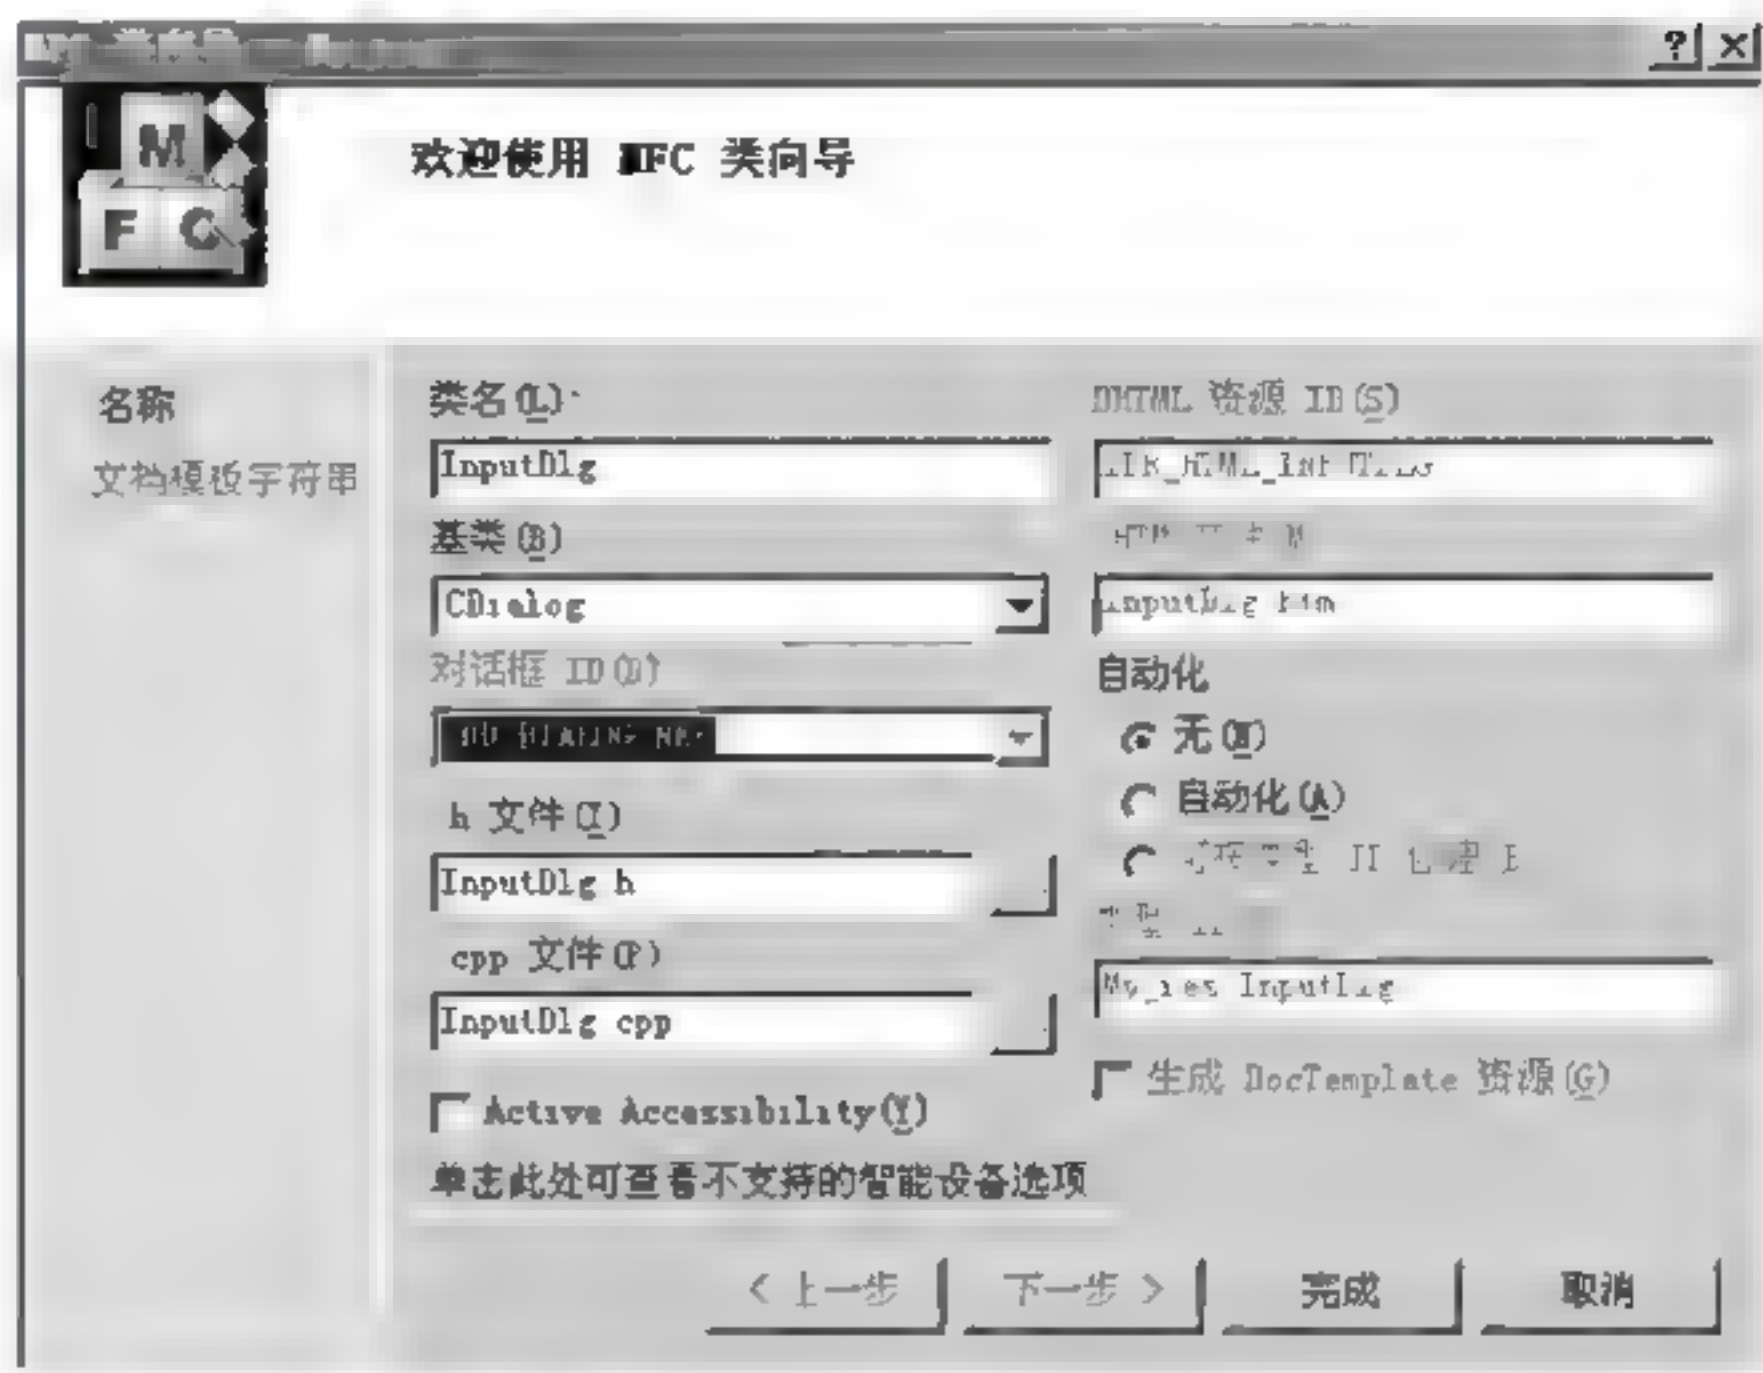 M
F C
欢迎使用 MFC 类向导
名称
文档模板字符串
类名(L)
InputDlg
基类(B)
CDialog
对话框 ID(D)
h 文件(I)
InputDlg h
cpp 文件(P)
InputDlg cpp
Active Accessibility(Y)
单击此处可查看不支持的智能设备选项
DHTML 资源 ID(S)
InputDlg htm
自动化
无(N)
自动化(A)
InputDlg
生成 DocTemplate 资源(G)
< 上一步
下一步 >
完成
取消